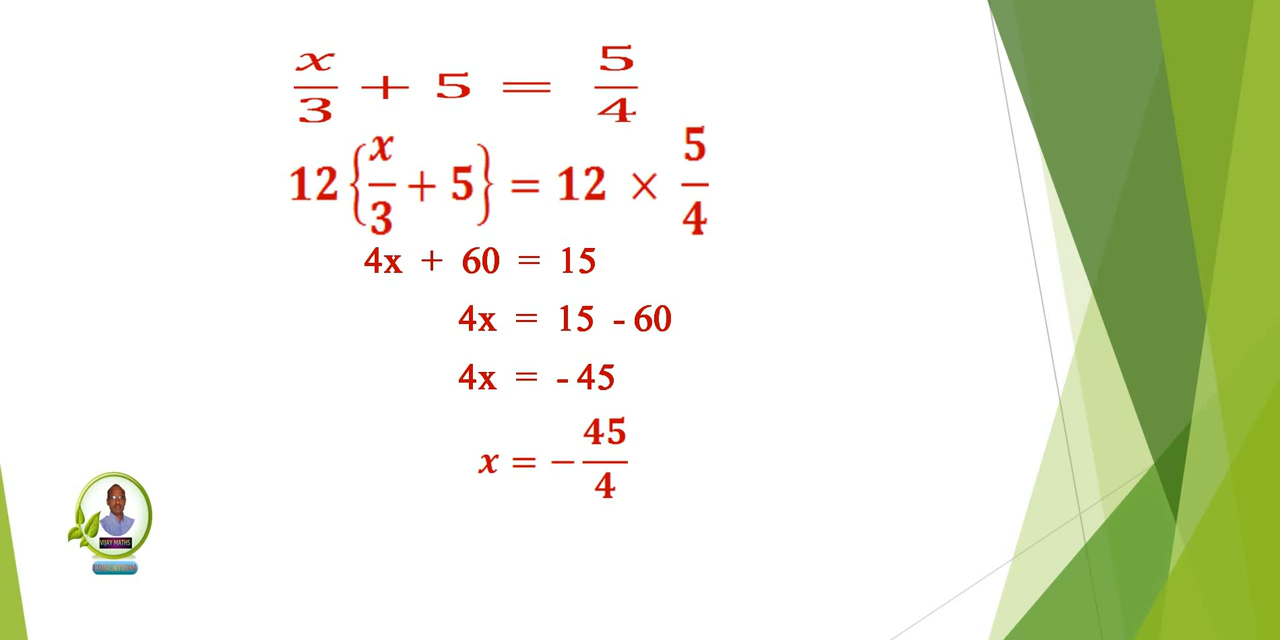 x/3 + 5 = 5/4
12 {x/3 + 5} = 12 × 5/4
4x + 60 = 15
4x = 15 - 60
4x = - 45
x = − 45/4
VIJAY MATHS